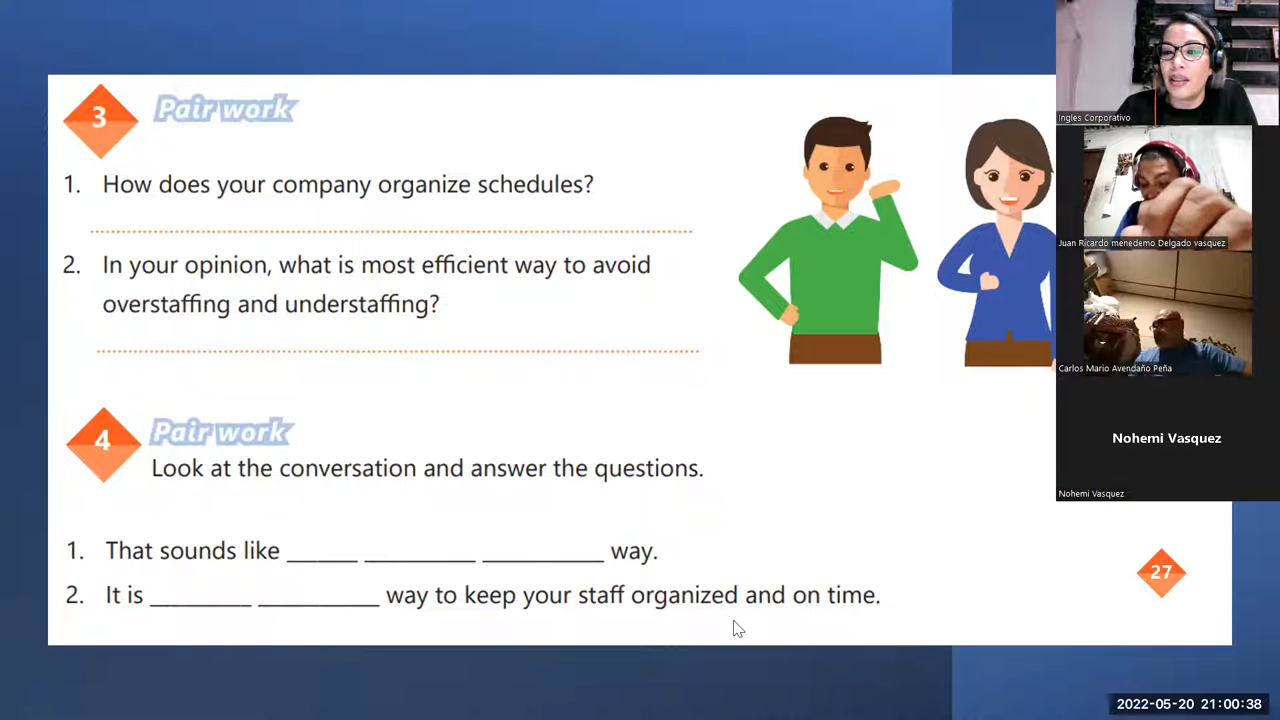 3
Pair work
1. How does your company organize schedules?
2. In your opinion, what is most efficient way to avoid
overstaffing and understaffing?
4
Pair work
Look at the conversation and answer the questions.
1. That sounds like ______ _________ __________ way.
2. It is ________ __________ way to keep your staff organized and on time.
27
Ingles Corporativo
Juan Ricardo menedemo Delgado vasquez
Carlos Mario Avendaño Peña
Nohemi Vasquez
Nohemi Vasquez
2022-05-20 21:00:38